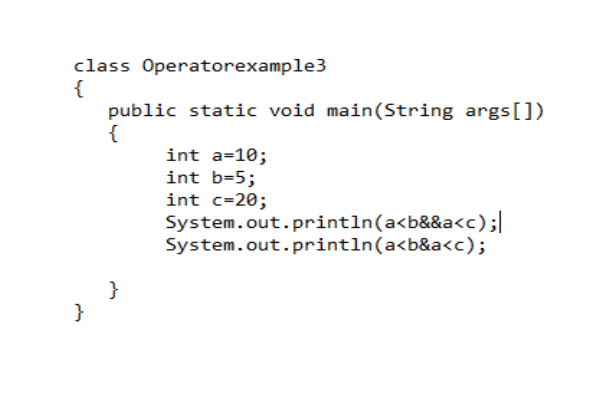 class Operatorexample3
{
public static void main(String args[])
{
int a=10;
int b=5;
int c=20;
System.out.println(a<b&&a<c);
System.out.println(a<b&a<c);
}
}